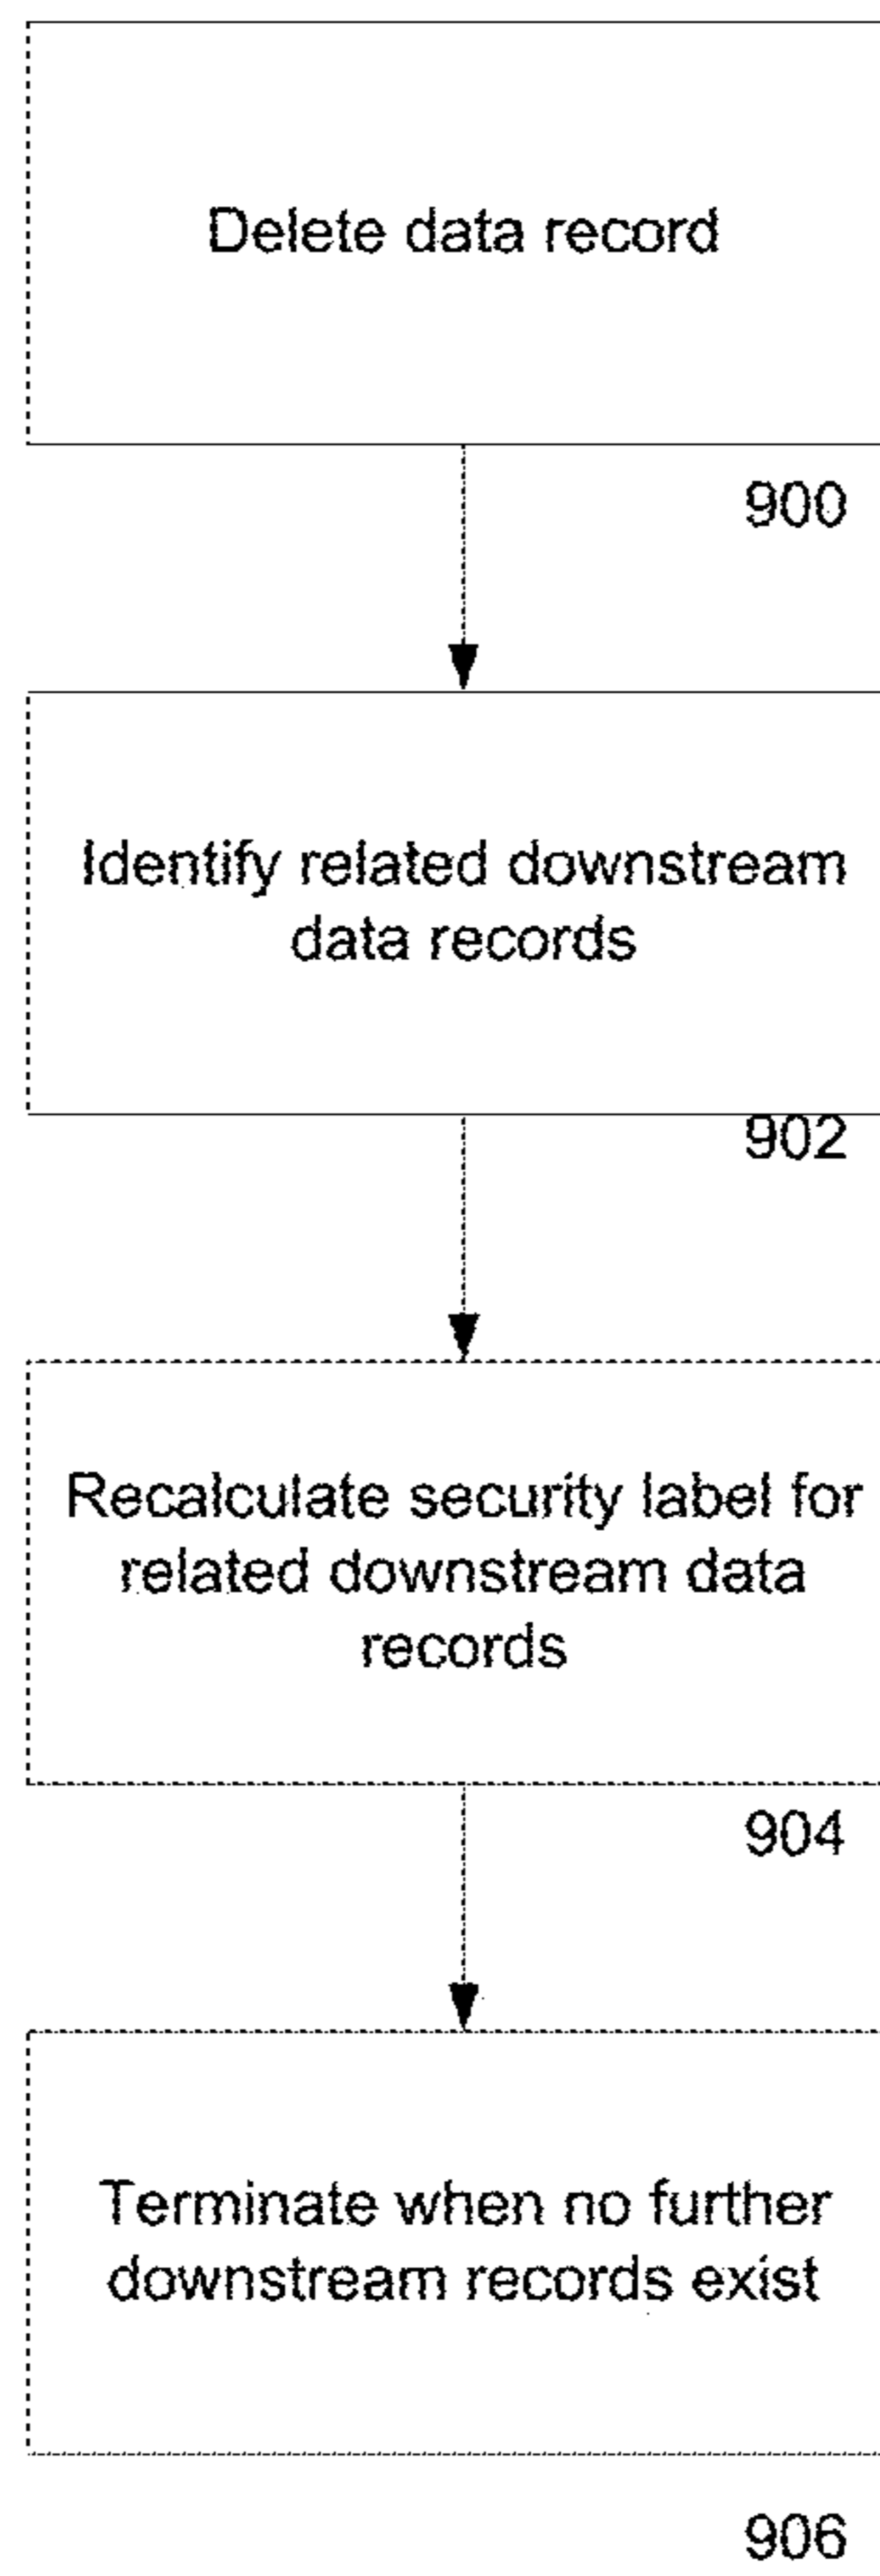 Delete data record
900
Identify related downstream
data records
902
Recalculate security label for
related downstream data
records
904
Terminate when no further
downstream records exist
906